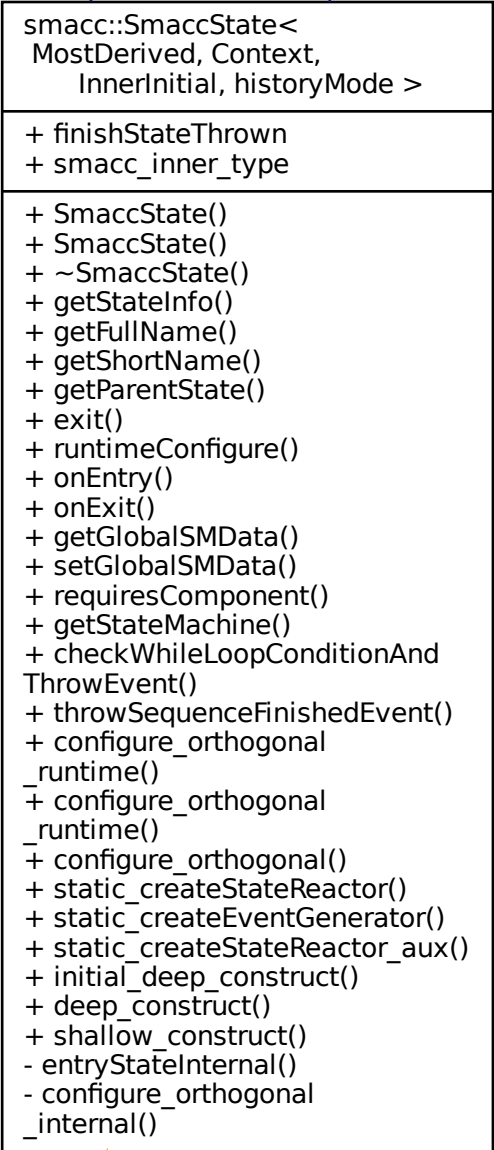 smacc::SmaccState<
MostDerived, Context,
InnerInitial, historyMode >
+ finishStateThrown
+ smacc_inner_type
+ SmaccState()
+ SmaccState()
+ ~SmaccState()
+ getStateInfo()
+ getFullName()
+ getShortName()
+ getParentState()
+ exit()
+ runtimeConfigure()
+ onEntry()
+ onExit()
+ getGlobalSMData()
+ setGlobalSMData()
+ requiresComponent()
+ getStateMachine()
+ checkWhileLoopConditionAnd
ThrowEvent()
+ throwSequenceFinishedEvent()
+ configure_orthogonal
_runtime()
+ configure_orthogonal
_runtime()
+ configure_orthogonal()
+ static_createStateReactor()
+ static_createEventGenerator()
+ static_createStateReactor_aux()
+ initial_deep_construct()
+ deep_construct()
+ shallow_construct()
- entryStateInternal()
- configure_orthogonal
_internal()